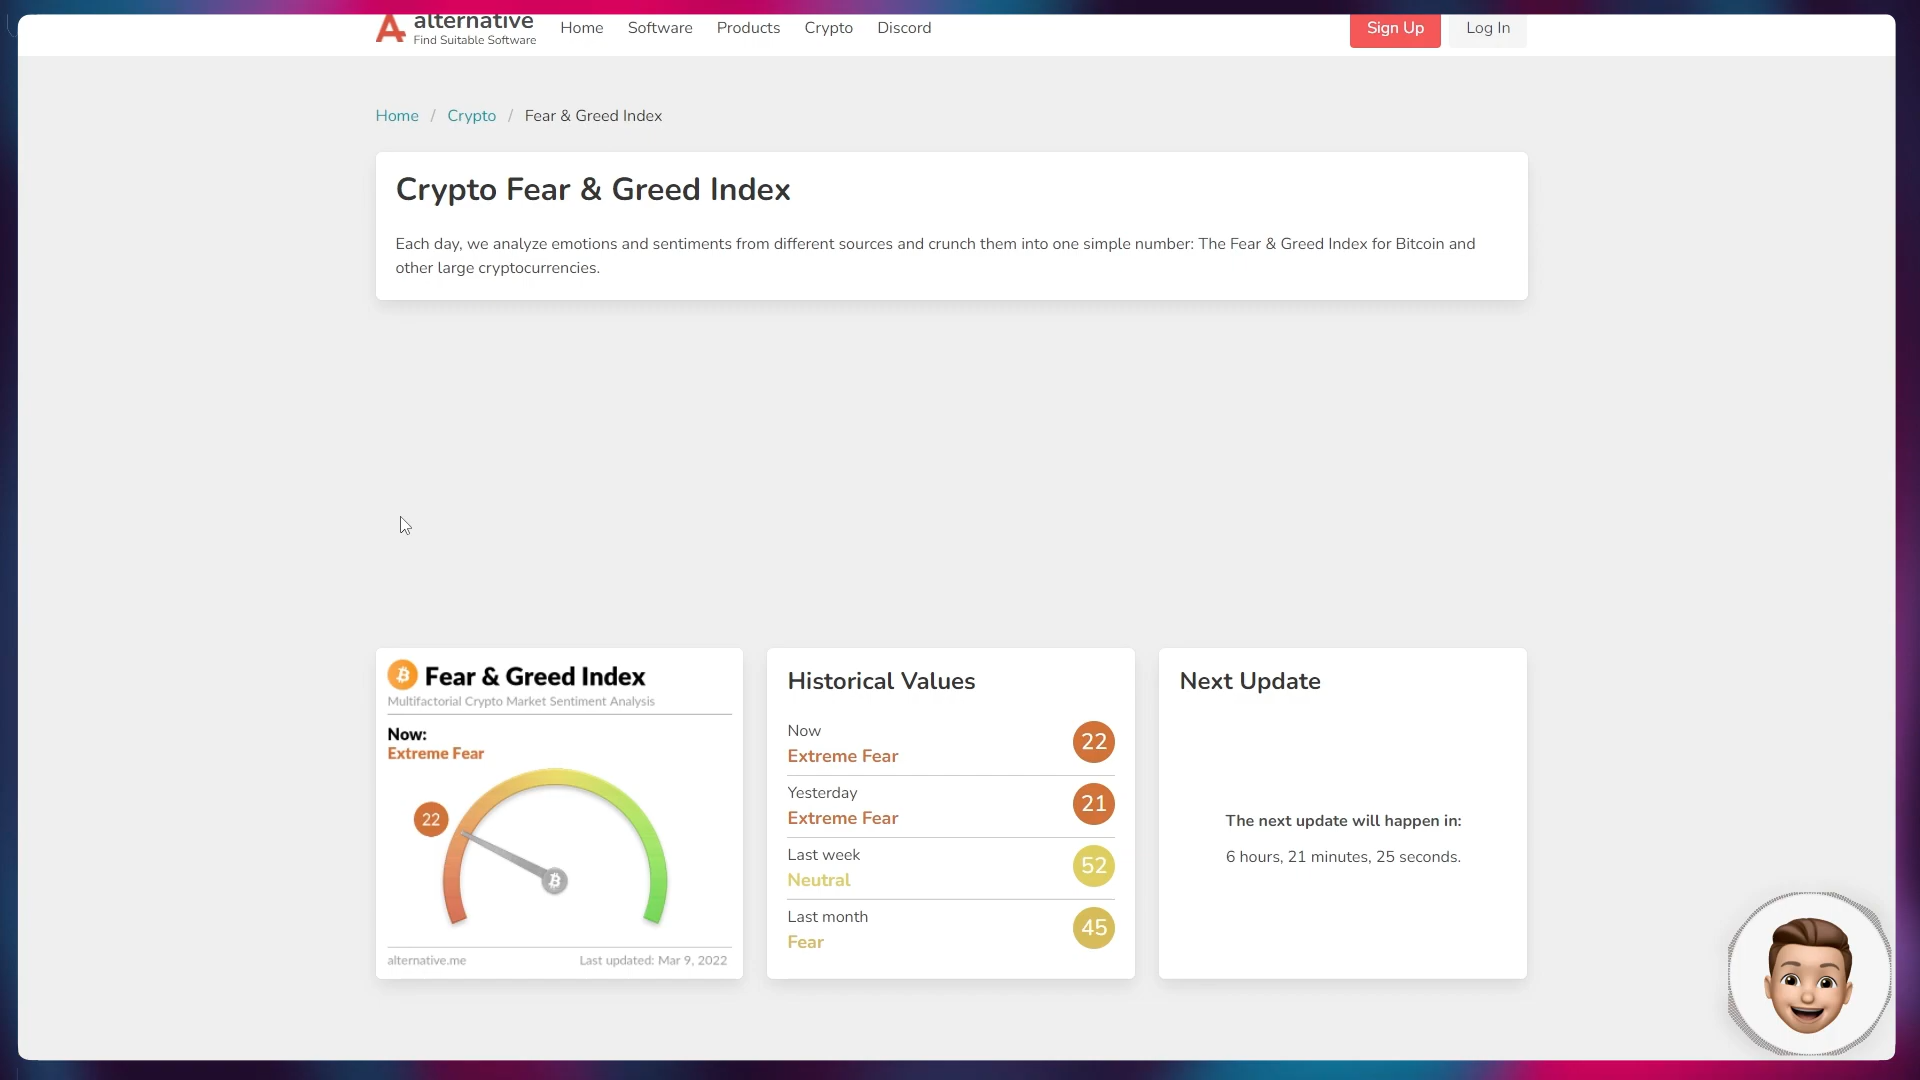 alternative
Find Suitable Software
Home
Software
Products
Crypto
Discord
Sign Up
Log In
Home / Crypto / Fear & Greed Index
Crypto Fear & Greed Index
Each day, we analyze emotions and sentiments from different sources and crunch them into one simple number: The Fear & Greed Index for Bitcoin and
other large cryptocurrencies.
Fear & Greed Index
Multifactorial Crypto Market Sentiment Analysis
Now:
Extreme Fear
22
alternative.me
Last updated: Mar 9, 2022
Historical Values
Now
Extreme Fear
22
Yesterday
Extreme Fear
21
Last week
Neutral
52
Last month
Fear
45
Next Update
The next update will happen in:
6 hours, 21 minutes, 25 seconds.